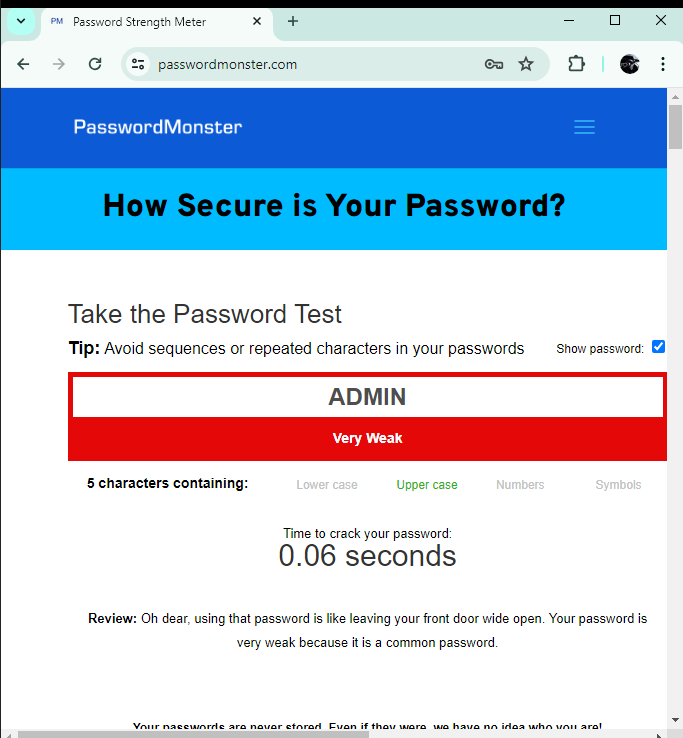 PM Password Strength Meter
passwordmonster.com
PasswordMonster
How Secure is Your Password?
Take the Password Test
Tip: Avoid sequences or repeated characters in your passwords Show password:
ADMIN
Very Weak
5 characters containing: Lower case Upper case Numbers Symbols
Time to crack your password:
0.06 seconds
Review: Oh dear, using that password is like leaving your front door wide open. Your password is
very weak because it is a common password.
Your passwords are never stored. Even if they were, we have no idea who you are!